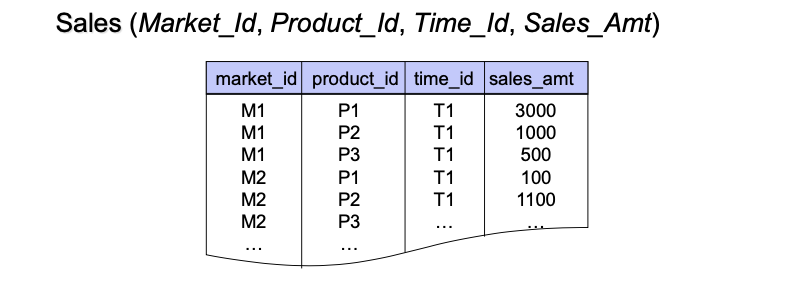 Sales (Market_Id, Product_Id, Time_Id, Sales_Amt)
market_id product_id time_id sales_amt
M1 P1 T1 3000
M1 P2 T1 1000
M1 P3 T1 500
M2 P1 T1 100
M2 P2 T1 1100
M2 P3 … …
… …